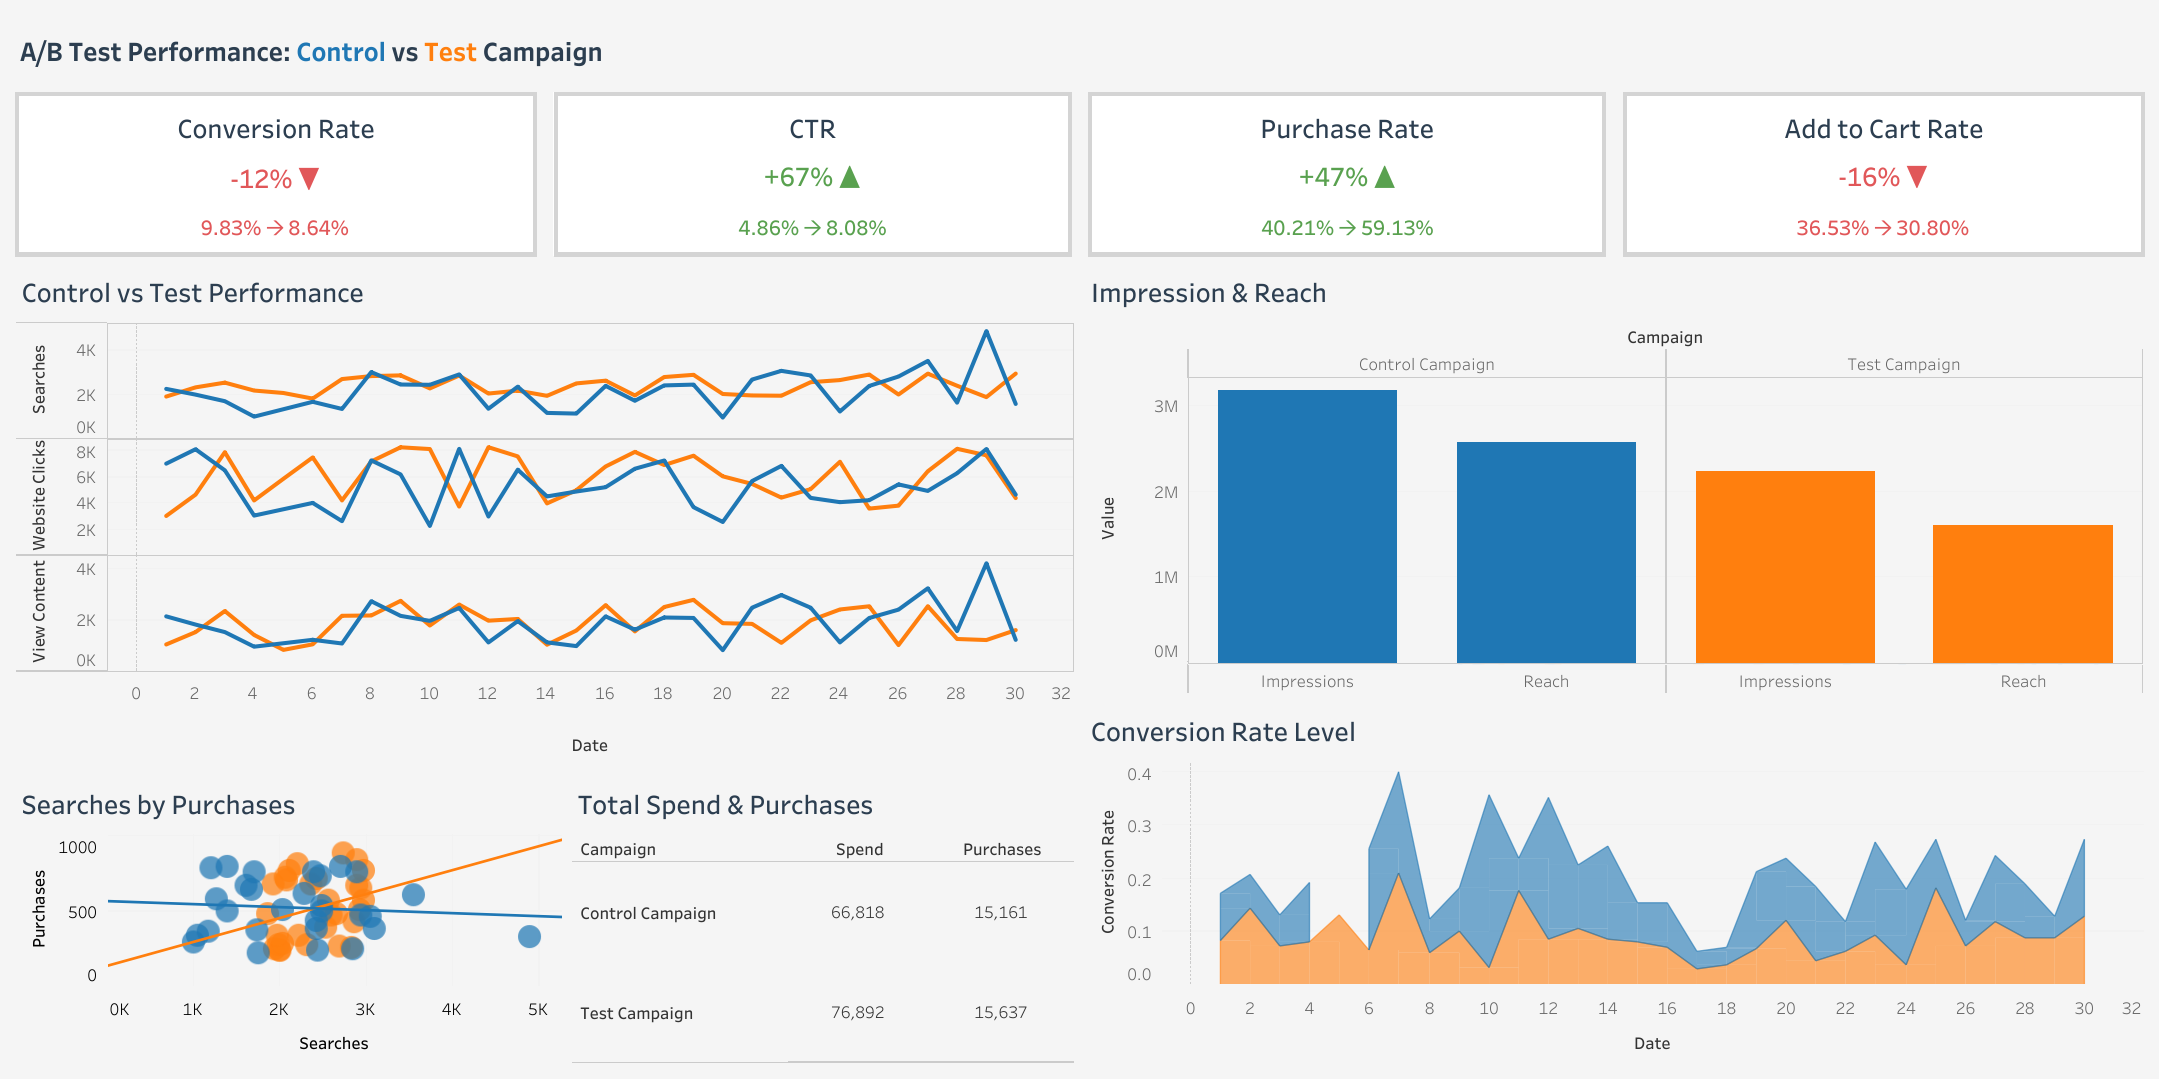 A/B Test Performance: Control vs Test Campaign
Conversion Rate
-12% ▼
9.83% → 8.64%
CTR
+67% ▲
4.86% → 8.08%
Purchase Rate
+47% ▲
40.21% → 59.13%
Add to Cart Rate
-16% ▼
36.53% → 30.80%
Control vs Test Performance
Searches
4K
2K
0K
Website Clicks
8K
6K
4K
2K
View Content
4K
2K
0K
0 2 4 6 8 10 12 14 16 18 20 22 24 26 28 30 32
Date
Impression & Reach
Campaign
Control Campaign Test Campaign
Value
3M
2M
1M
0M
Impressions Reach Impressions Reach
Searches by Purchases
Purchases
1000
500
0
0K 1K 2K 3K 4K 5K
Searches
Total Spend & Purchases
Campaign Spend Purchases
Control Campaign 66,818 15,161
Test Campaign 76,892 15,637
Conversion Rate Level
Conversion Rate
0.4
0.3
0.2
0.1
0.0
0 2 4 6 8 10 12 14 16 18 20 22 24 26 28 30 32
Date